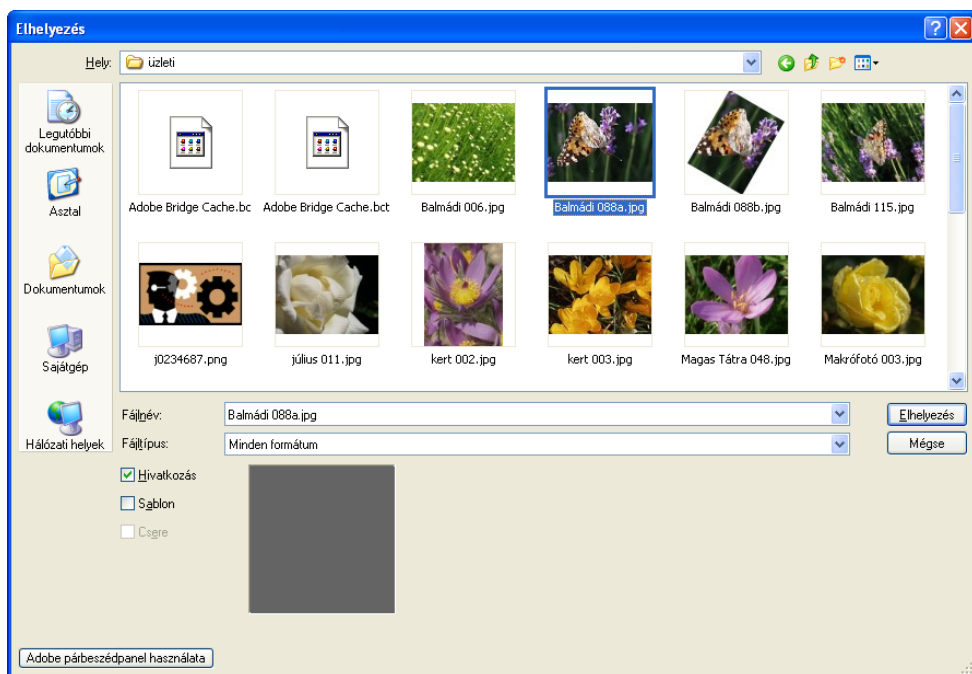 Elhelyezés
Hely:
üzleti
Legutóbbi
dokumentumok
Asztal
Dokumentumok
Sajátgép
Hálózati helyek
Adobe Bridge Cache.bc
Adobe Bridge Cache.bct
Balmádi 006.jpg
Balmádi 088a.jpg
Balmádi 088b.jpg
Balmádi 115.jpg
j0234687.png
július 011.jpg
kert 002.jpg
kert 003.jpg
Magas Tátra 048.jpg
Makrófotó 003.jpg
Fájlnév:
Balmádi 088a.jpg
Elhelyezés
Fájltípus:
Minden formátum
Mégse
Hivatkozás
Sablon
Csere
Adobe párbeszédpanel használata